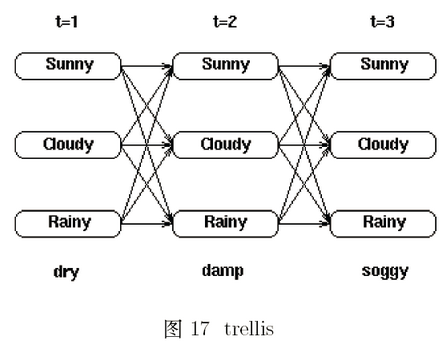 t=1 t=2 t=3
Sunny Sunny Sunny
Cloudy Cloudy Cloudy
Rainy Rainy Rainy
dry damp soggy
图 17 trellis